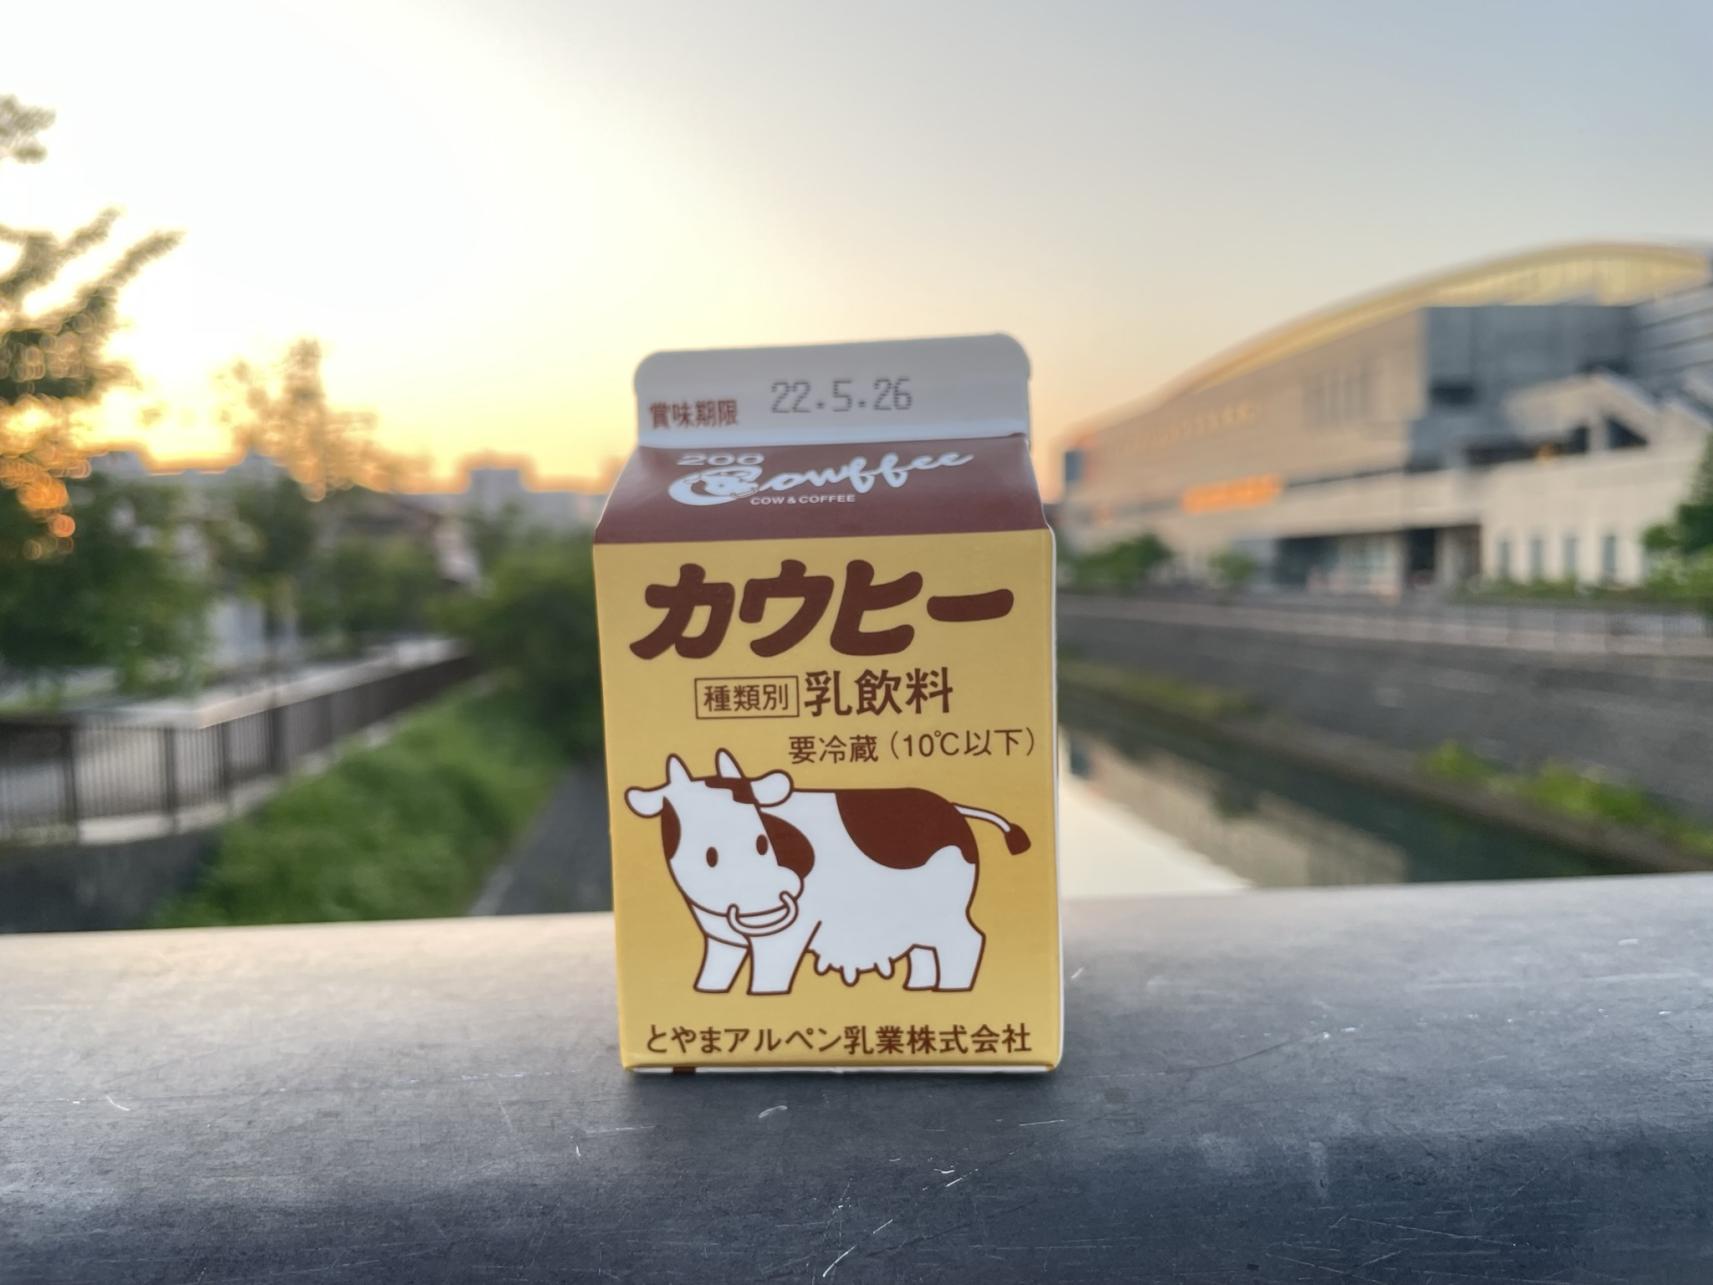 賞味期限 22.5.26
200
Couffee
COW & COFFEE
カウヒー
種類別 乳飲料
要冷蔵（10℃以下）
とやまアルペン乳業株式会社